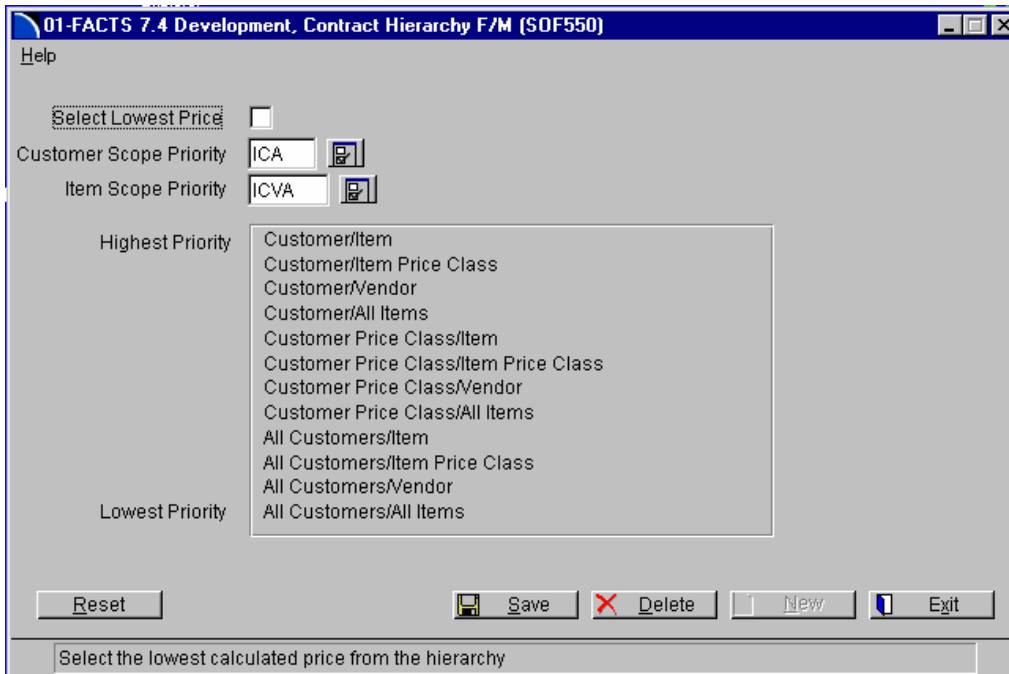 01-FACTS 7.4 Development, Contract Hierarchy F/M (SOF550)
Help
Select Lowest Price
Customer Scope Priority ICA
Item Scope Priority ICVA
Highest Priority Customer/Item
Customer/Item Price Class
Customer/Vendor
Customer/All Items
Customer Price Class/Item
Customer Price Class/Item Price Class
Customer Price Class/Vendor
Customer Price Class/All Items
All Customers/Item
All Customers/Item Price Class
All Customers/Vendor
Lowest Priority All Customers/All Items
Reset Save Delete New Exit
Select the lowest calculated price from the hierarchy